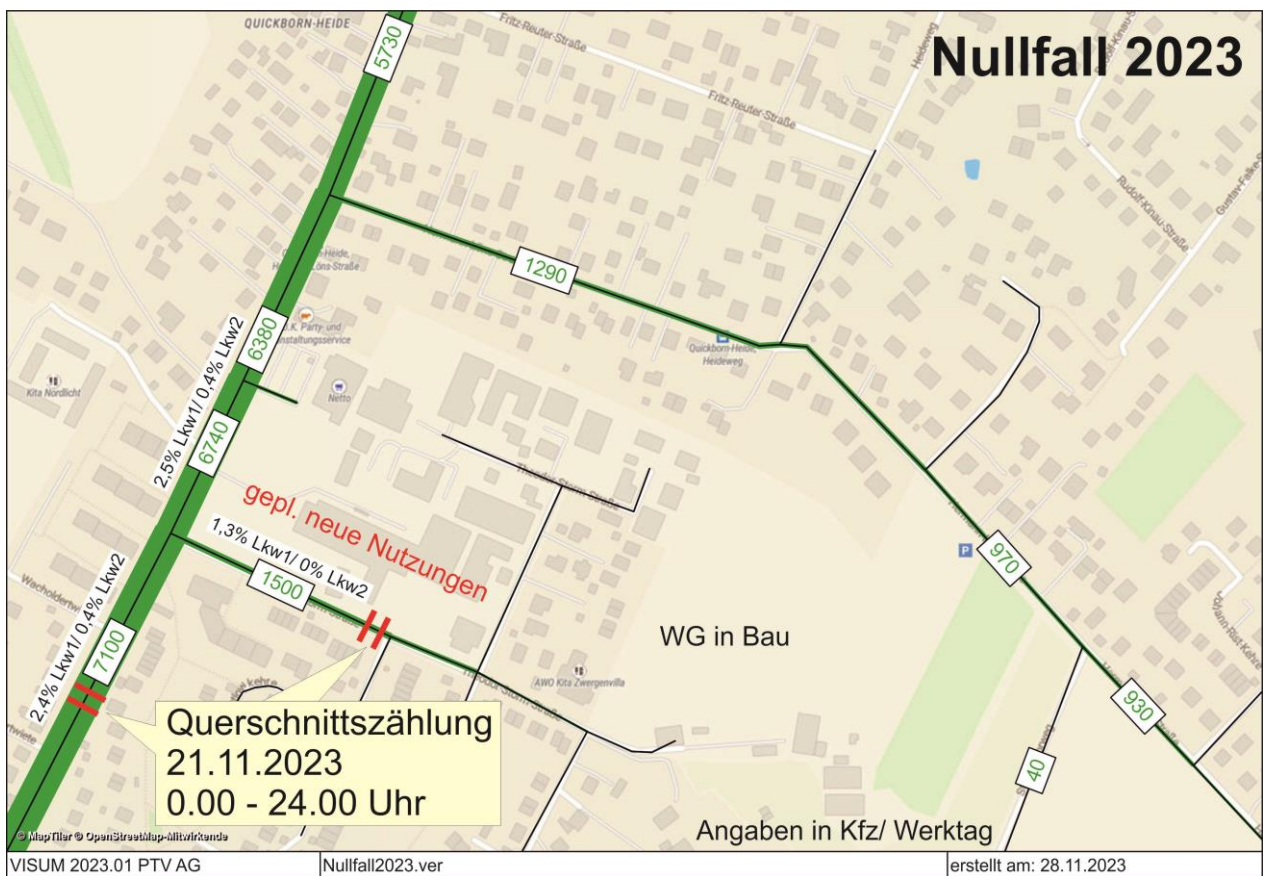 QUICKBORN-HEIDE
5730
Fritz-Reuter-Straße
Heideweg
Nullfall 2023
Fritz-Reuter-Straße
Rudolf-Kinau-Straße
1290
6380
Quickborn-Heide,
Heideweg
Kita Nordlicht
2,5% Lkw1/ 0,4% Lkw2
Netto
6740
Theodor-Storm-Straße
gepl. neue Nutzungen
1,3% Lkw1/ 0% Lkw2
1500
P
970
2,4% Lkw1/ 0,4% Lkw2
7100
WG in Bau
AWO Kita Zwergenvilla
Theodor-Storm-Straße
930
40
Querschnittszählung
21.11.2023
0.00 - 24.00 Uhr
Angaben in Kfz/ Werktag
© MapTiler © OpenStreetMap-Mitwirkende
VISUM 2023.01 PTV AG
Nullfall2023.ver
erstellt am: 28.11.2023